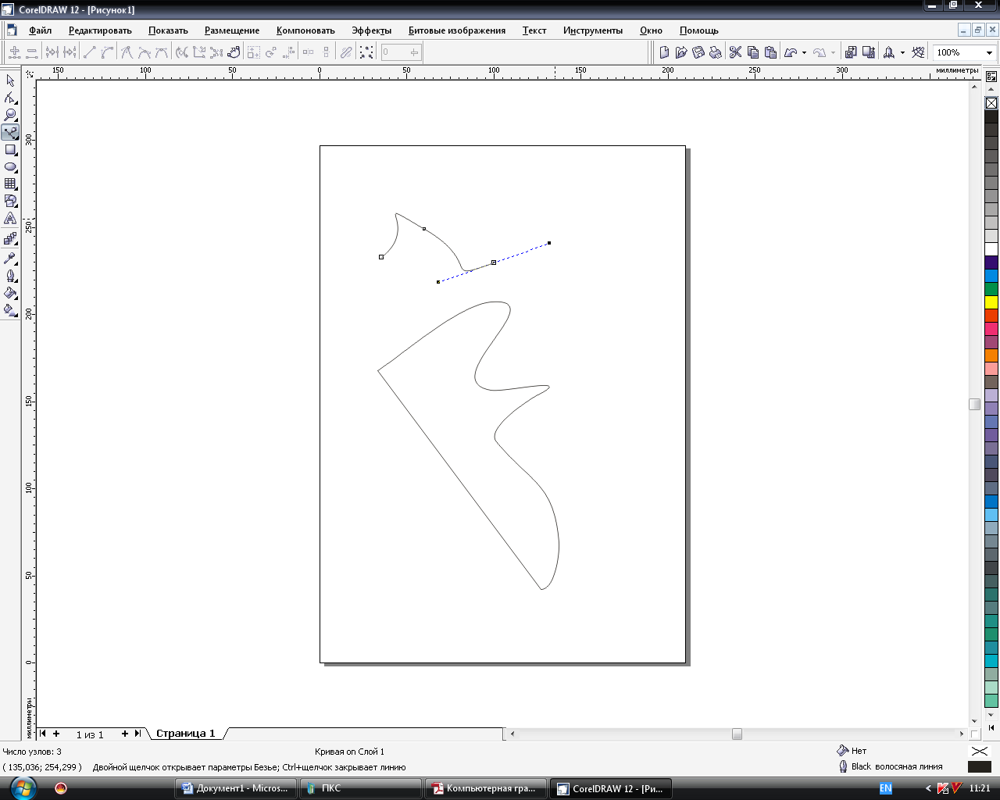 CorelDRAW 12 - [Рисунок1]
Файл Редактировать Показать Размещение Компоновать Эффекты Битовые изображения Текст Инструменты Окно Помощь
0 100%
150 100 50 0 50 100 150 200 250 300 миллиметры
300
250
200
150
100
50
0
миллиметры
1 из 1 Страница 1
Число узлов: 3 Кривая on Слой 1 Нет
( 135,036; 254,299 ) Двойной щелчок открывает параметры Безье; Ctrl+щелчок закрывает линию Black волосяная линия
Документ1 - Micros... ПКС Компьютерная гра... CorelDRAW 12 - [Ри... EN 11:21